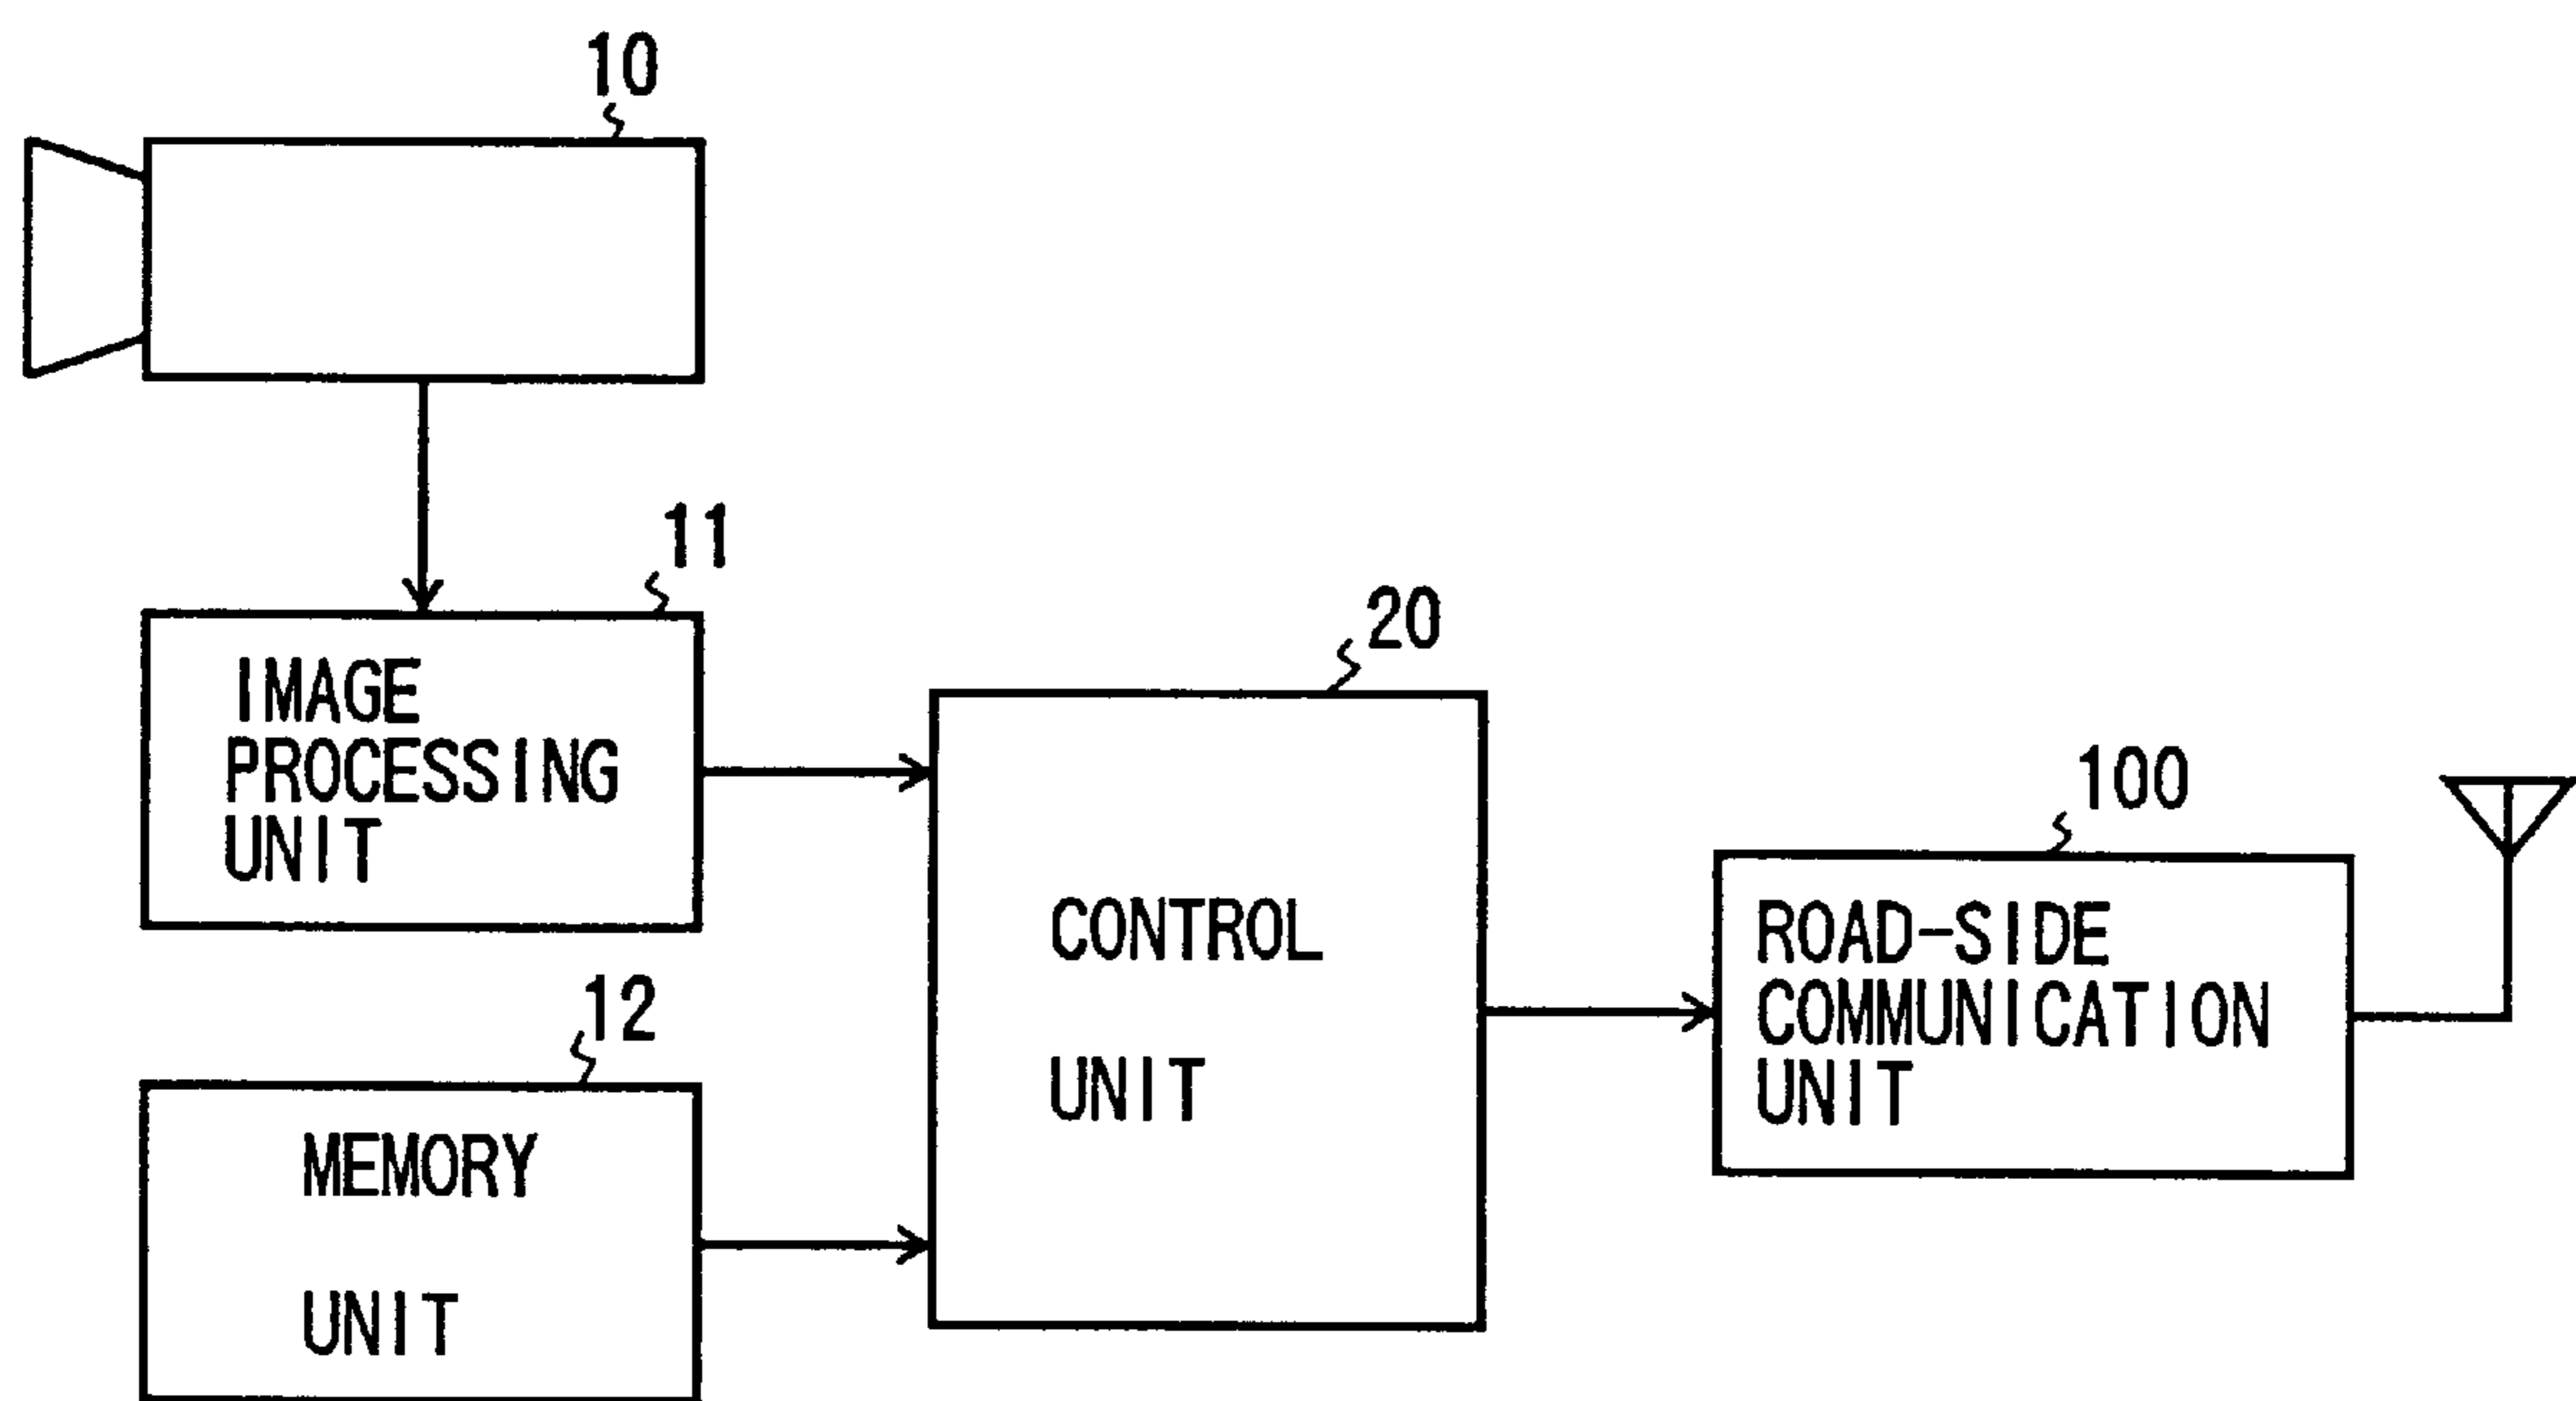 10
11
IMAGE
PROCESSING
UNIT
20
CONTROL
UNIT
12
MEMORY
UNIT
100
ROAD-SIDE
COMMUNICATION
UNIT